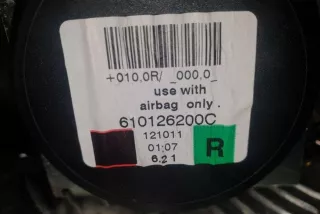 +010,0R/_000,0_
use with
airbag only.
610126200C
121011
01;07
6.2 1
R